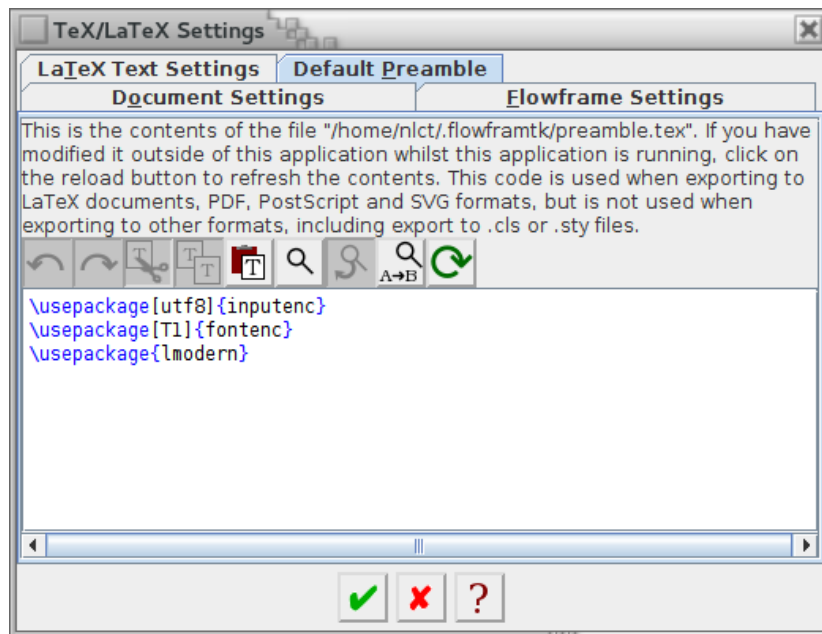 TeX/LaTeX Settings
LaTeX Text Settings Default Preamble
Document Settings Flowframe Settings
This is the contents of the file "/home/nlct/.flowframtk/preamble.tex". If you have
modified it outside of this application whilst this application is running, click on
the reload button to refresh the contents. This code is used when exporting to
LaTeX documents, PDF, PostScript and SVG formats, but is not used when
exporting to other formats, including export to .cls or .sty files.
T T T T A→B
\usepackage[utf8]{inputenc}
\usepackage[T1]{fontenc}
\usepackage{lmodern}
?